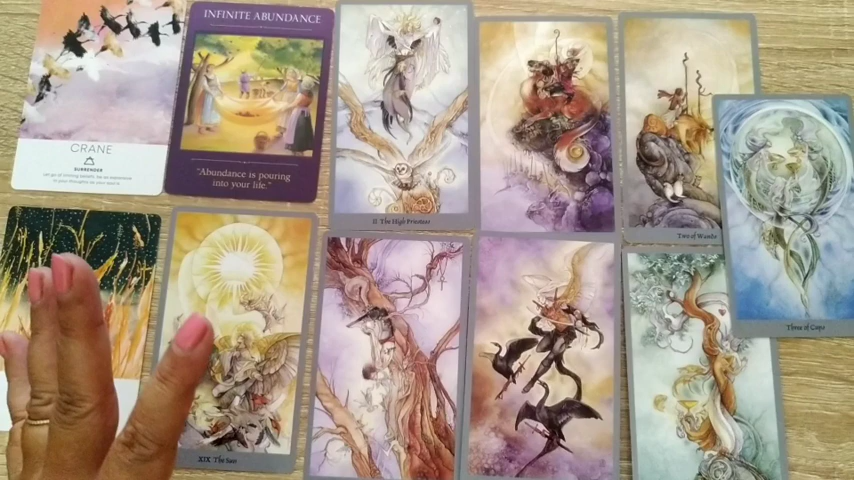 CRANE
SURRENDER
INFINITE ABUNDANCE
"Abundance is pouring
into your life."
II The High Priestess
Two of Wands
Three of Cups
XIX The Sun